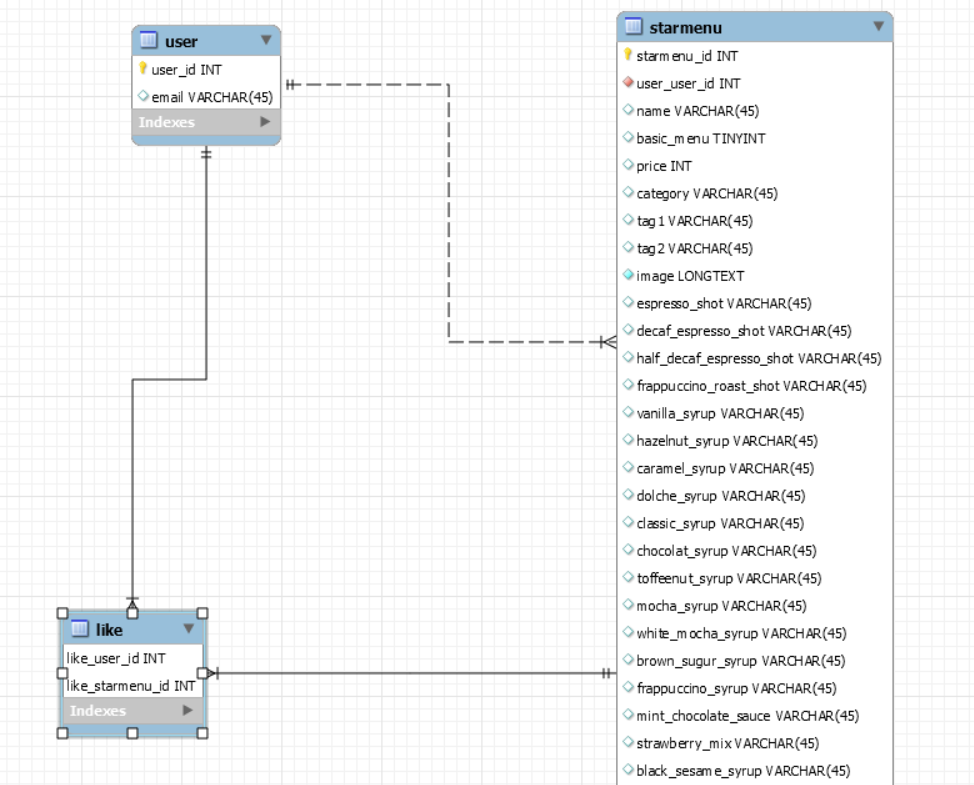 user
user_id INT
email VARCHAR(45)
Indexes
starmenu
starmenu_id INT
user_user_id INT
name VARCHAR(45)
basic_menu TINYINT
price INT
category VARCHAR(45)
tag1 VARCHAR(45)
tag2 VARCHAR(45)
image LONGTEXT
espresso_shot VARCHAR(45)
decaf_espresso_shot VARCHAR(45)
half_decaf_espresso_shot VARCHAR(45)
frappuccino_roast_shot VARCHAR(45)
vanilla_syrup VARCHAR(45)
hazelnut_syrup VARCHAR(45)
caramel_syrup VARCHAR(45)
dolche_syrup VARCHAR(45)
classic_syrup VARCHAR(45)
chocolat_syrup VARCHAR(45)
toffeenut_syrup VARCHAR(45)
mocha_syrup VARCHAR(45)
white_mocha_syrup VARCHAR(45)
brown_sugur_syrup VARCHAR(45)
frappuccino_syrup VARCHAR(45)
mint_chocolate_sauce VARCHAR(45)
strawberry_mix VARCHAR(45)
black_sesame_syrup VARCHAR(45)
like
like_user_id INT
like_starmenu_id INT
Indexes